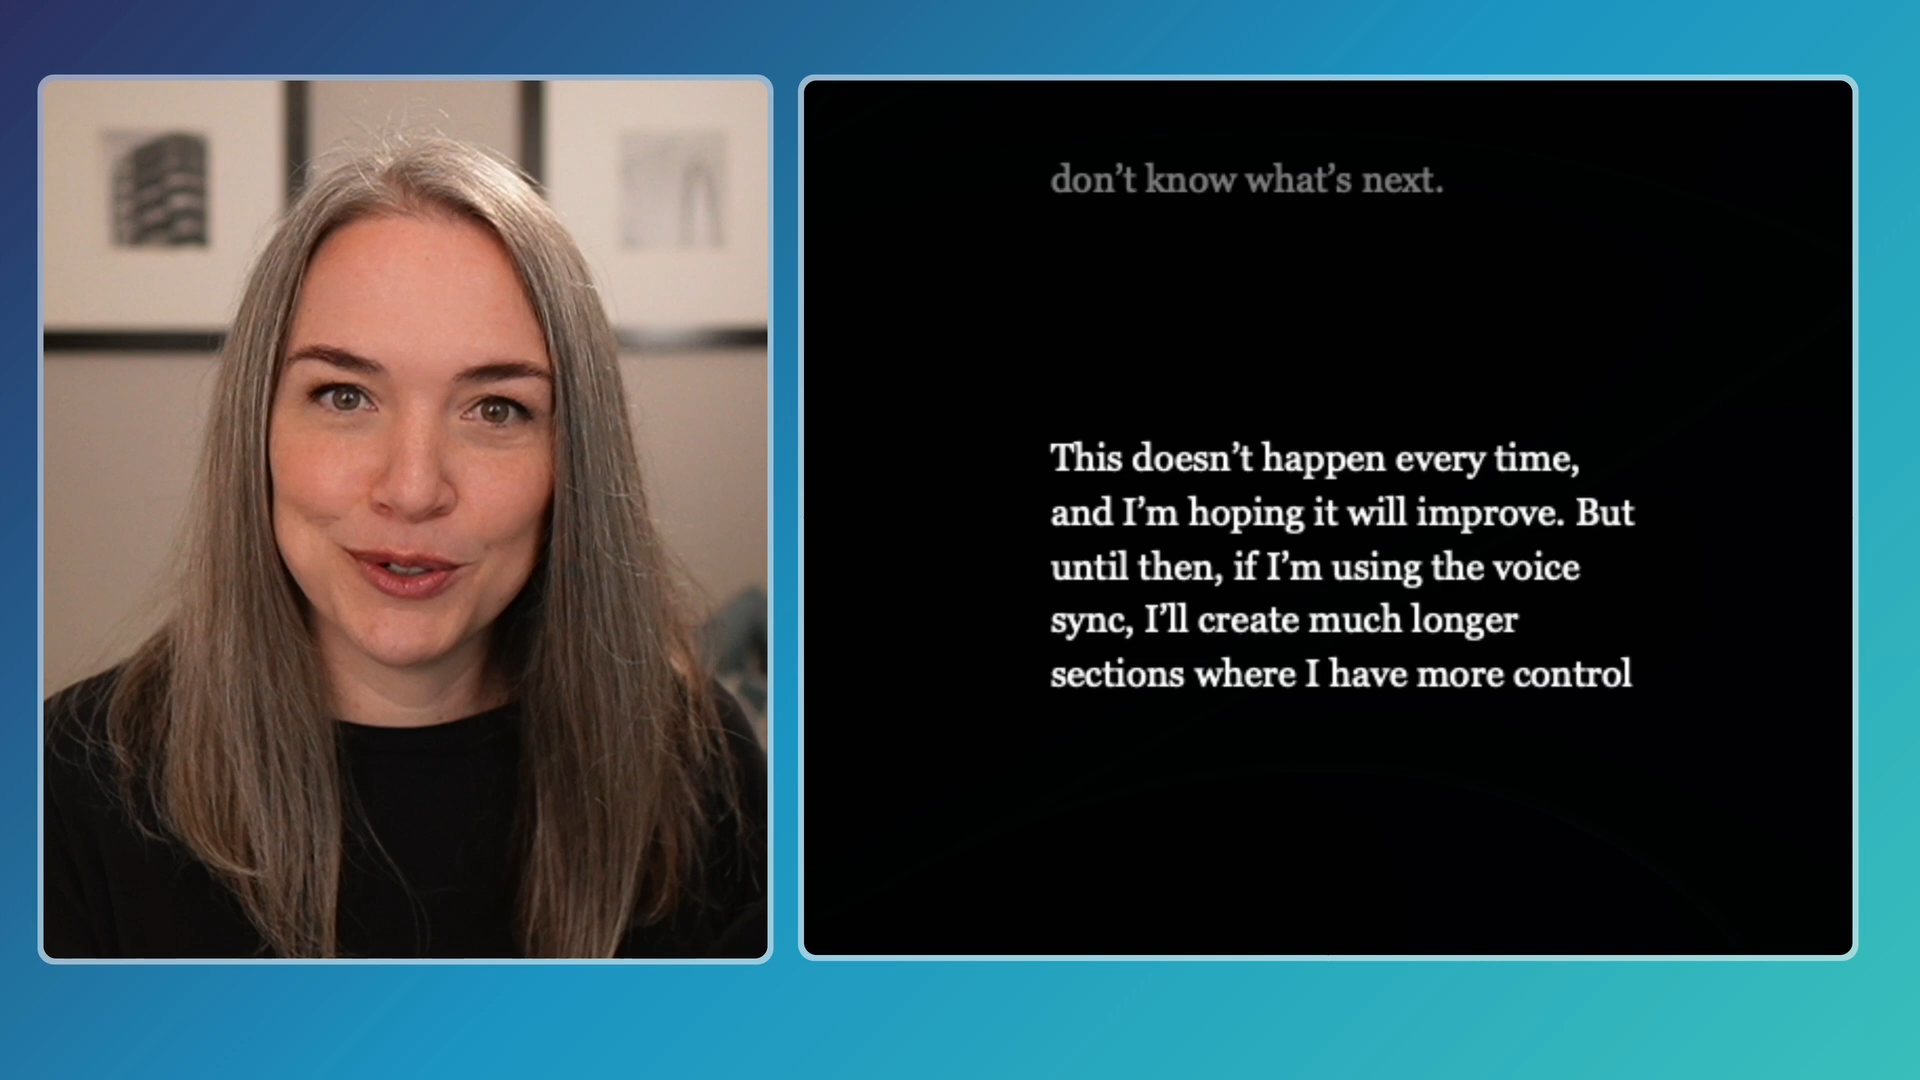 don’t know what’s next.
This doesn’t happen every time,
and I’m hoping it will improve. But
until then, if I’m using the voice
sync, I’ll create much longer
sections where I have more control